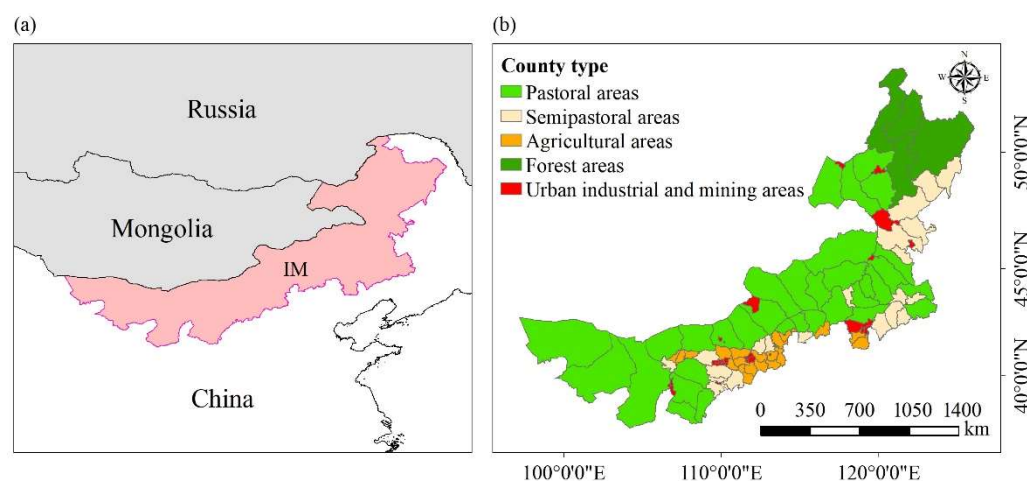 (a)
Russia
Mongolia
IM
China
(b)
County type
Pastoral areas
Semipastoral areas
Agricultural areas
Forest areas
Urban industrial and mining areas
N
W E
S
50°0'0"N
45°0'0"N
40°0'0"N
0 350 700 1050 1400
km
100°0'0"E 110°0'0"E 120°0'0"E